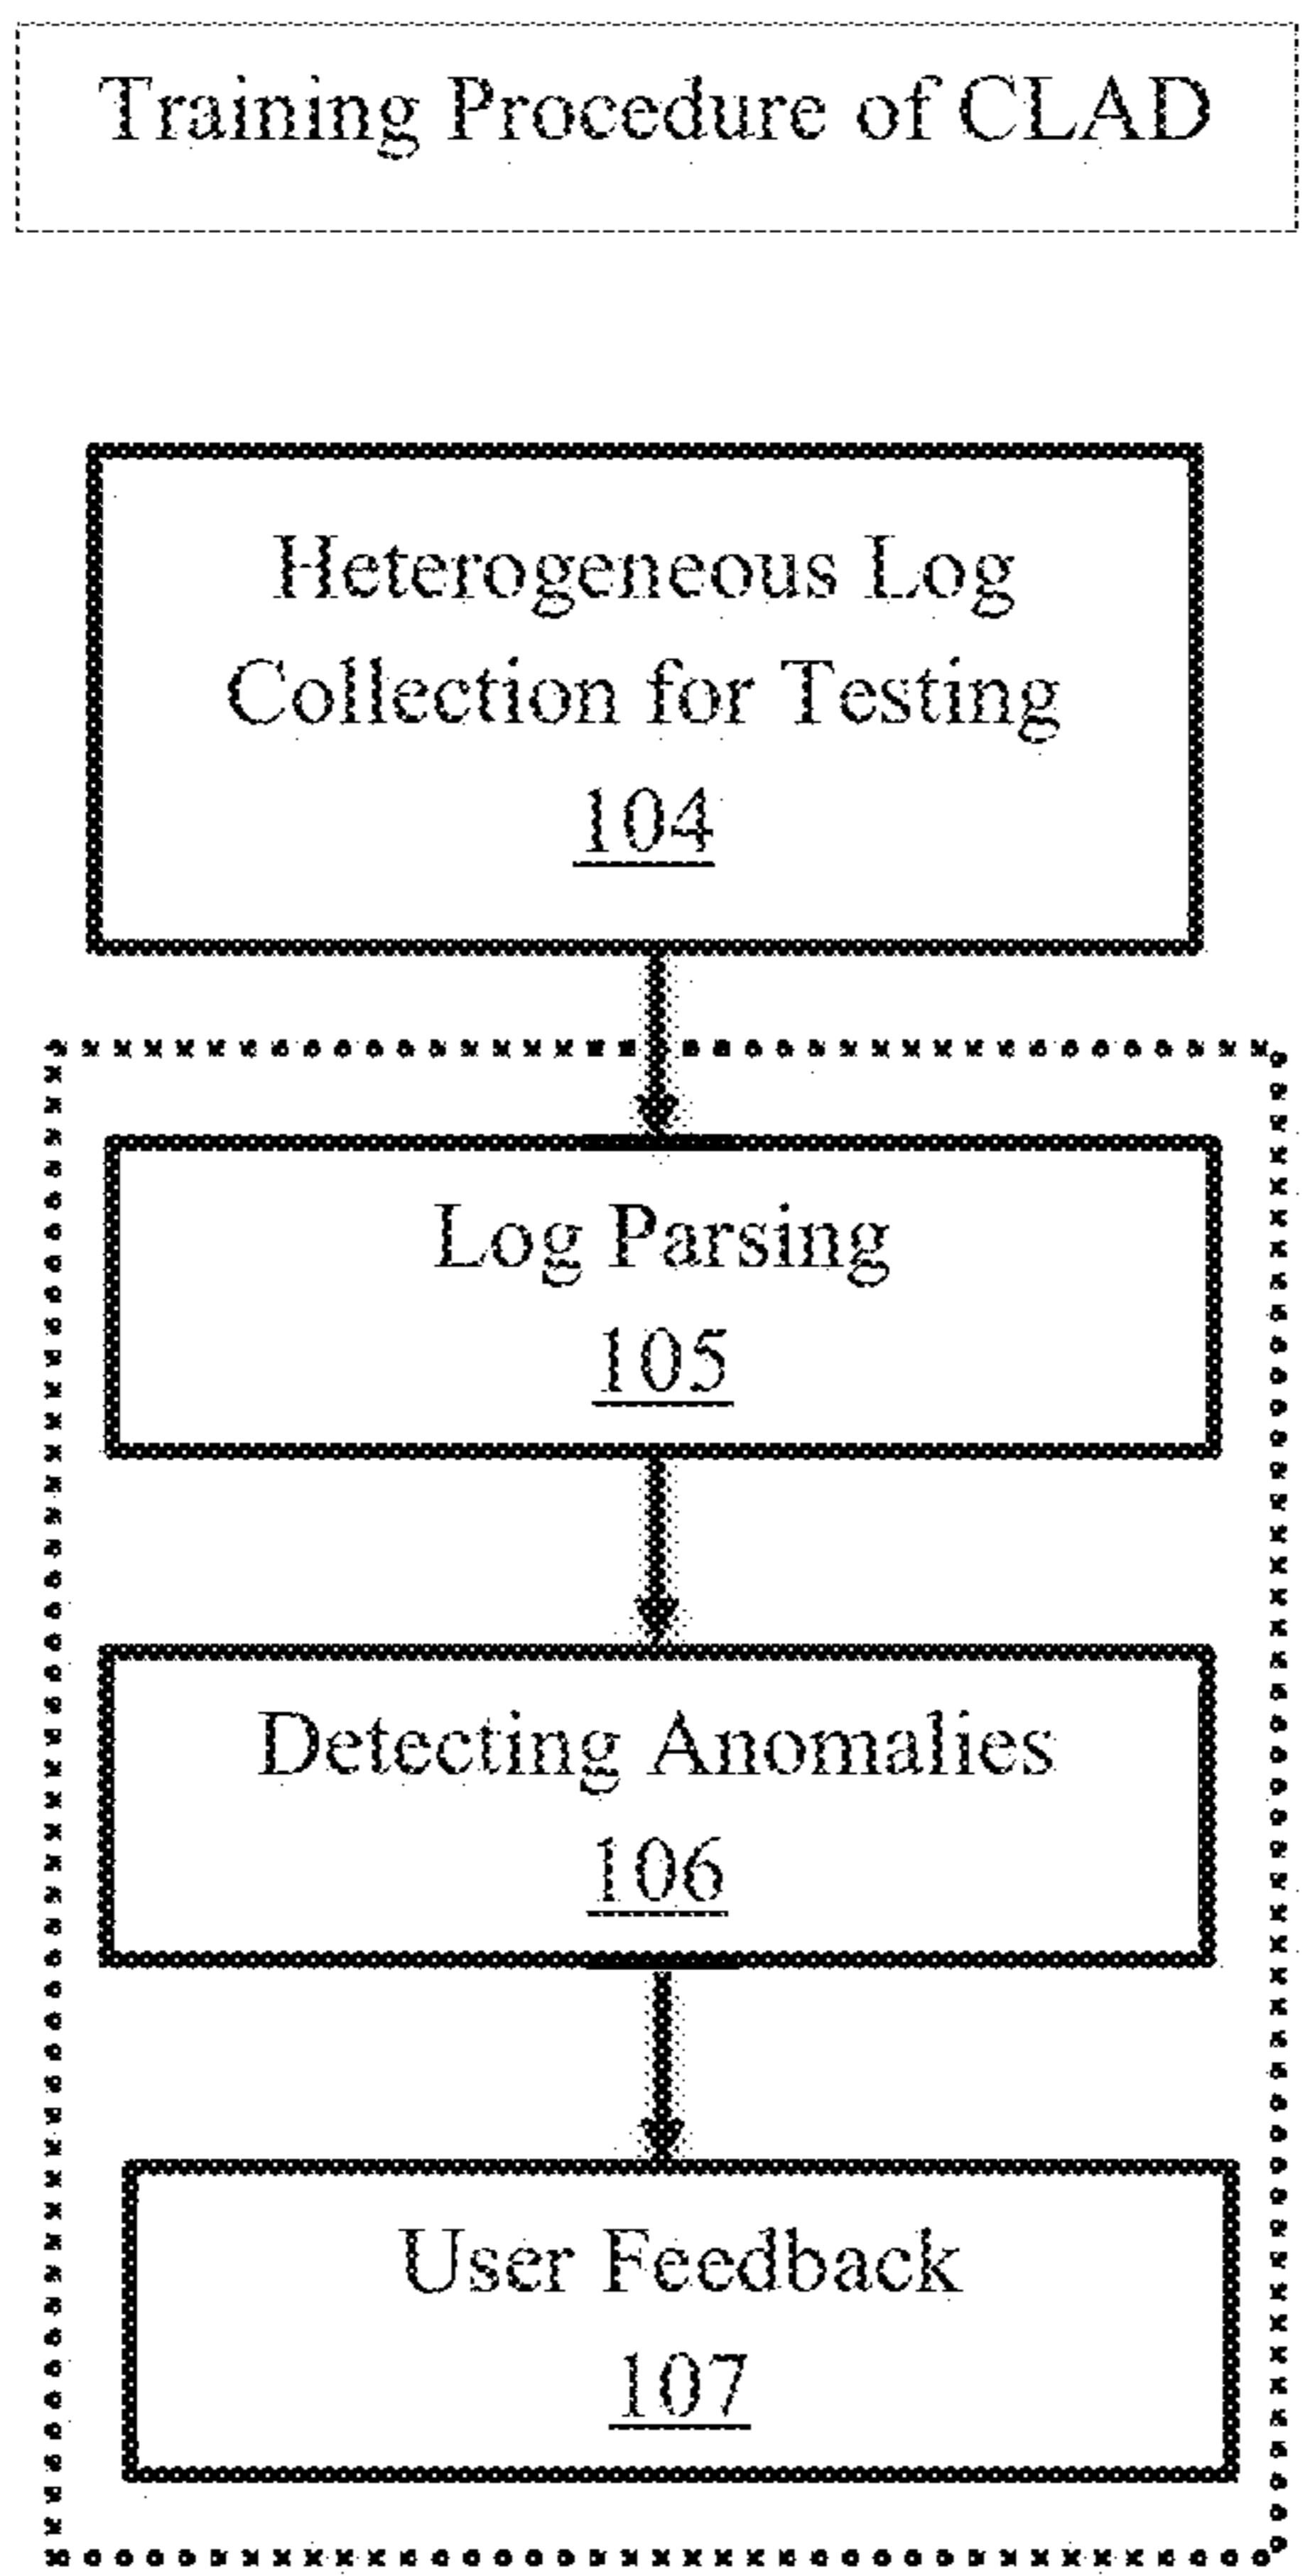 Training Procedure of CLAD
Heterogeneous Log
Collection for Testing
104
Log Parsing
105
Detecting Anomalies
106
User Feedback
107